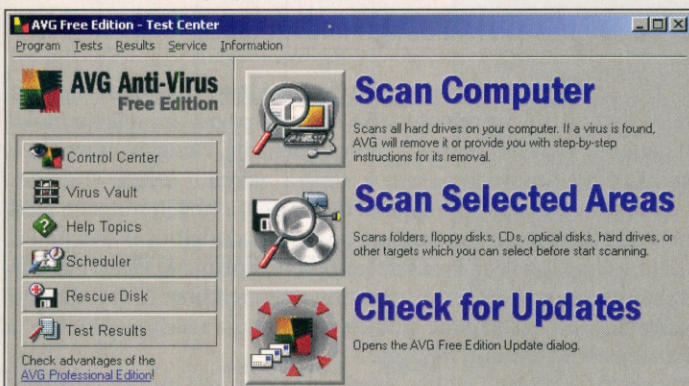 AVG Free Edition - Test Center
Program Tests Results Service Information
AVG Anti-Virus
Free Edition
Control Center
Virus Vault
Help Topics
Scheduler
Rescue Disk
Test Results
Check advantages of the
AVG Professional Edition!
Scan Computer
Scans all hard drives on your computer. If a virus is found,
AVG will remove it or provide you with step-by-step
instructions for its removal.
Scan Selected Areas
Scans folders, floppy disks, CDs, optical disks, hard drives, or
other targets which you can select before start scanning.
Check for Updates
Opens the AVG Free Edition Update dialog.